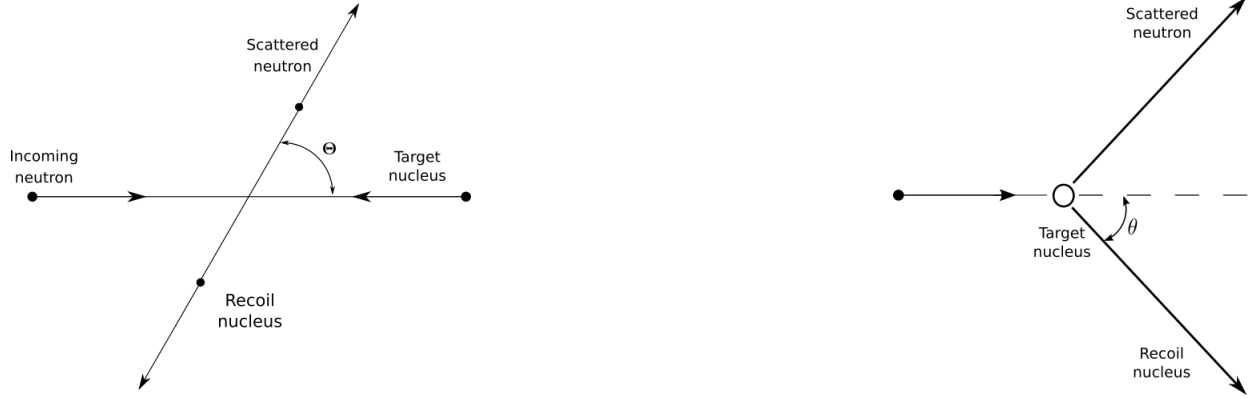 Scattered
neutron
Incoming
neutron
Θ
Target
nucleus
Recoil
nucleus
Scattered
neutron
Target
nucleus
θ
Recoil
nucleus